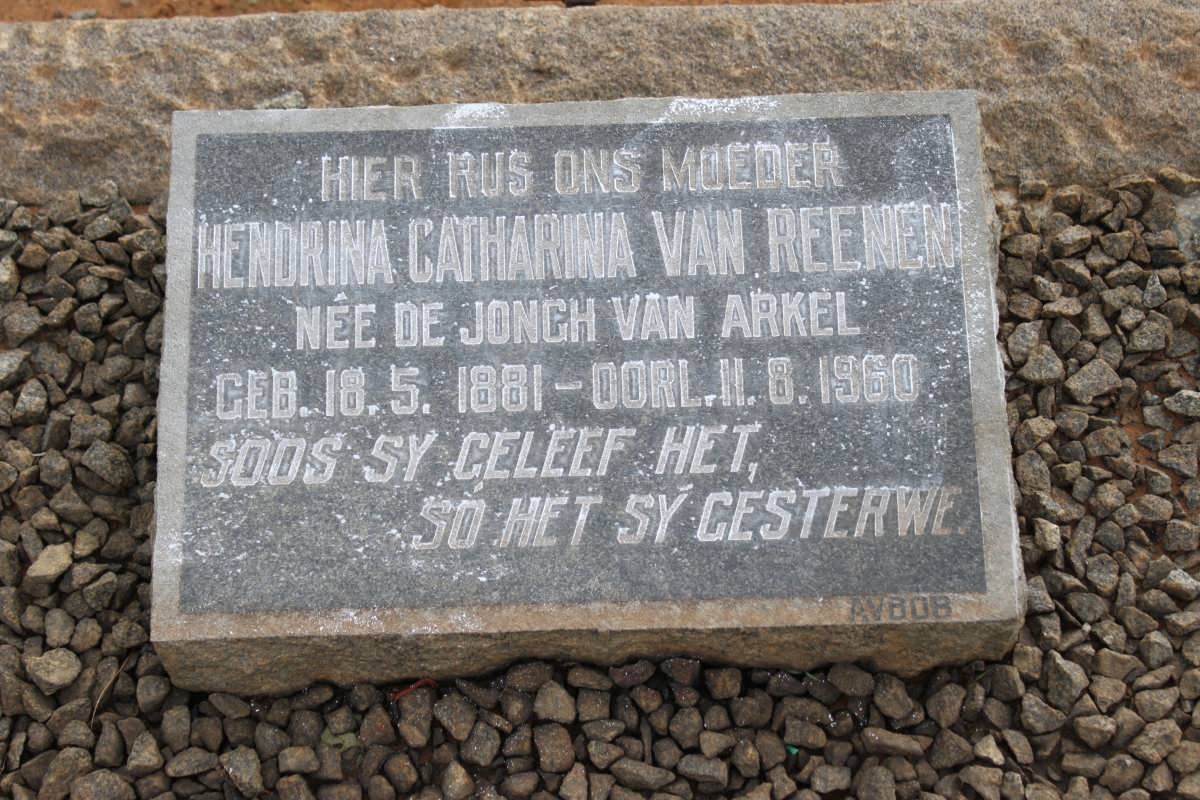 HIER RUS ONS MOEDER
HENDRINA CATHARINA VAN REENEN
NÉE DE JONGH VAN ARKEL
GEB. 18. 5. 1881 – OORL. 11. 8. 1960
SOOS SY GELEEF HET,
SÓ HET SY GESTERWE.
AVBOB